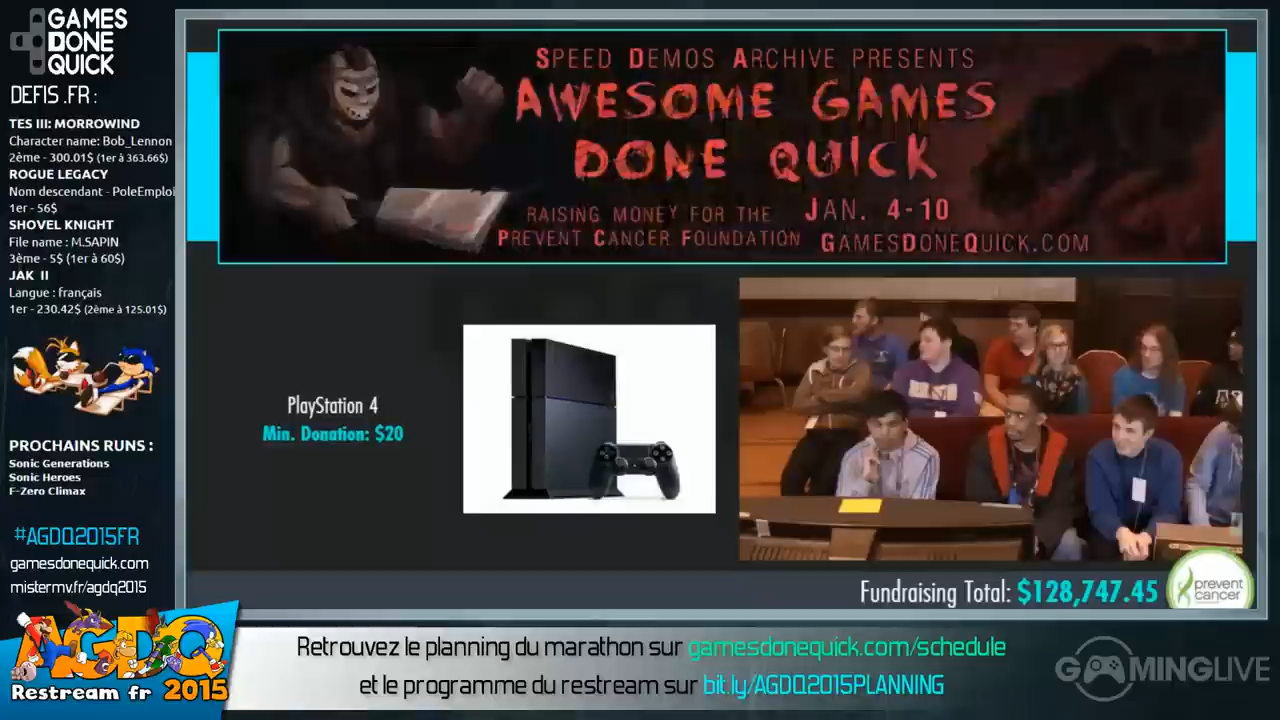 GAMES
DONE
QUICK
DEFIS .FR :
TES III: MORROWIND
Character name: Bob_Lennon
2ème - 300.01$ (1er à 363.66$)
ROGUE LEGACY
Nom descendant - PoleEmploi
1er - 56$
SHOVEL KNIGHT
File name : M.SAPIN
3ème - 5$ (1er à 60$)
JAK II
Langue : français
1er - 230.42$ (2ème à 125.01$)
PROCHAINS RUNS :
Sonic Generations
Sonic Heroes
F-Zero Climax
#AGDQ2015FR
gamesdonequick.com
mistermv.fr/agdq2015
AGDQ
Restream fr 2015
SPEED DEMOS ARCHIVE PRESENTS
AWESOME GAMES
DONE QUICK
RAISING MONEY FOR THE
PREVENT CANCER FOUNDATION
JAN. 4-10
GAMESDONEQUICK.COM
PlayStation 4
Min. Donation: $20
Fundraising Total: $128,747.45
prevent
cancer
Retrouvez le planning du marathon sur gamesdonequick.com/schedule
et le programme du restream sur bit.ly/AGDQ2015PLANNING
GAMINGLIVE